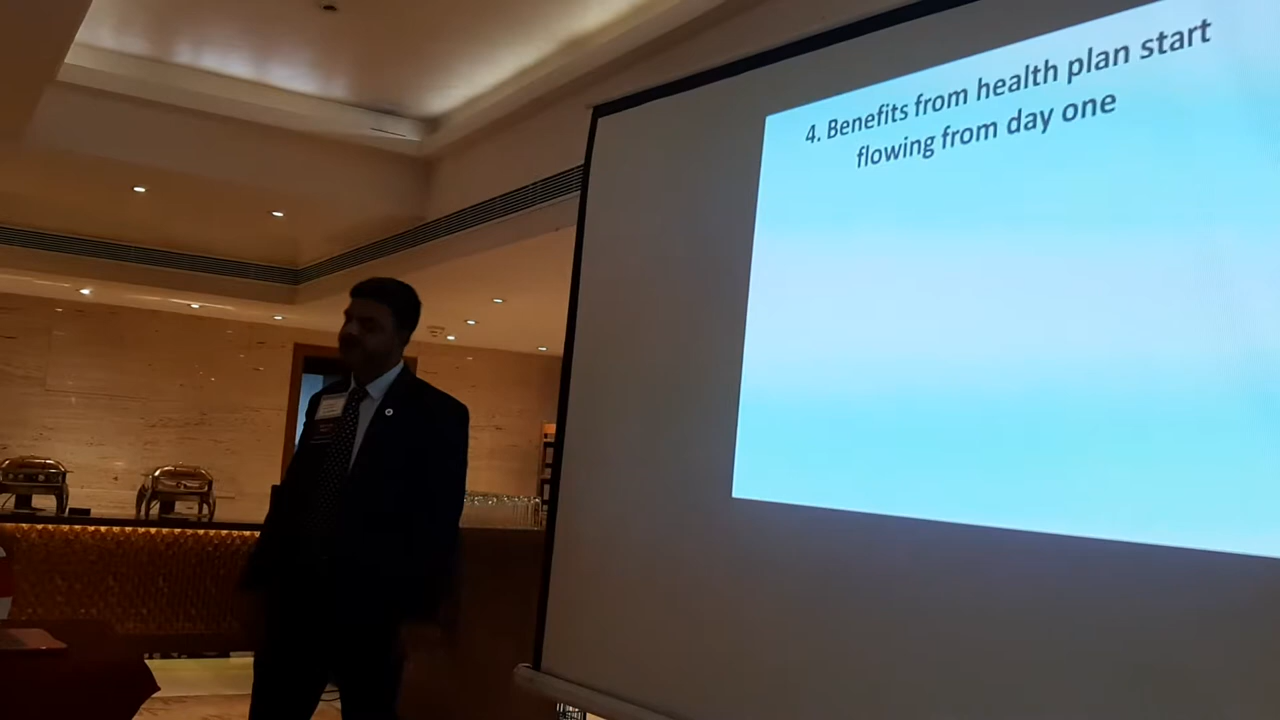 4. Benefits from health plan start
flowing from day one